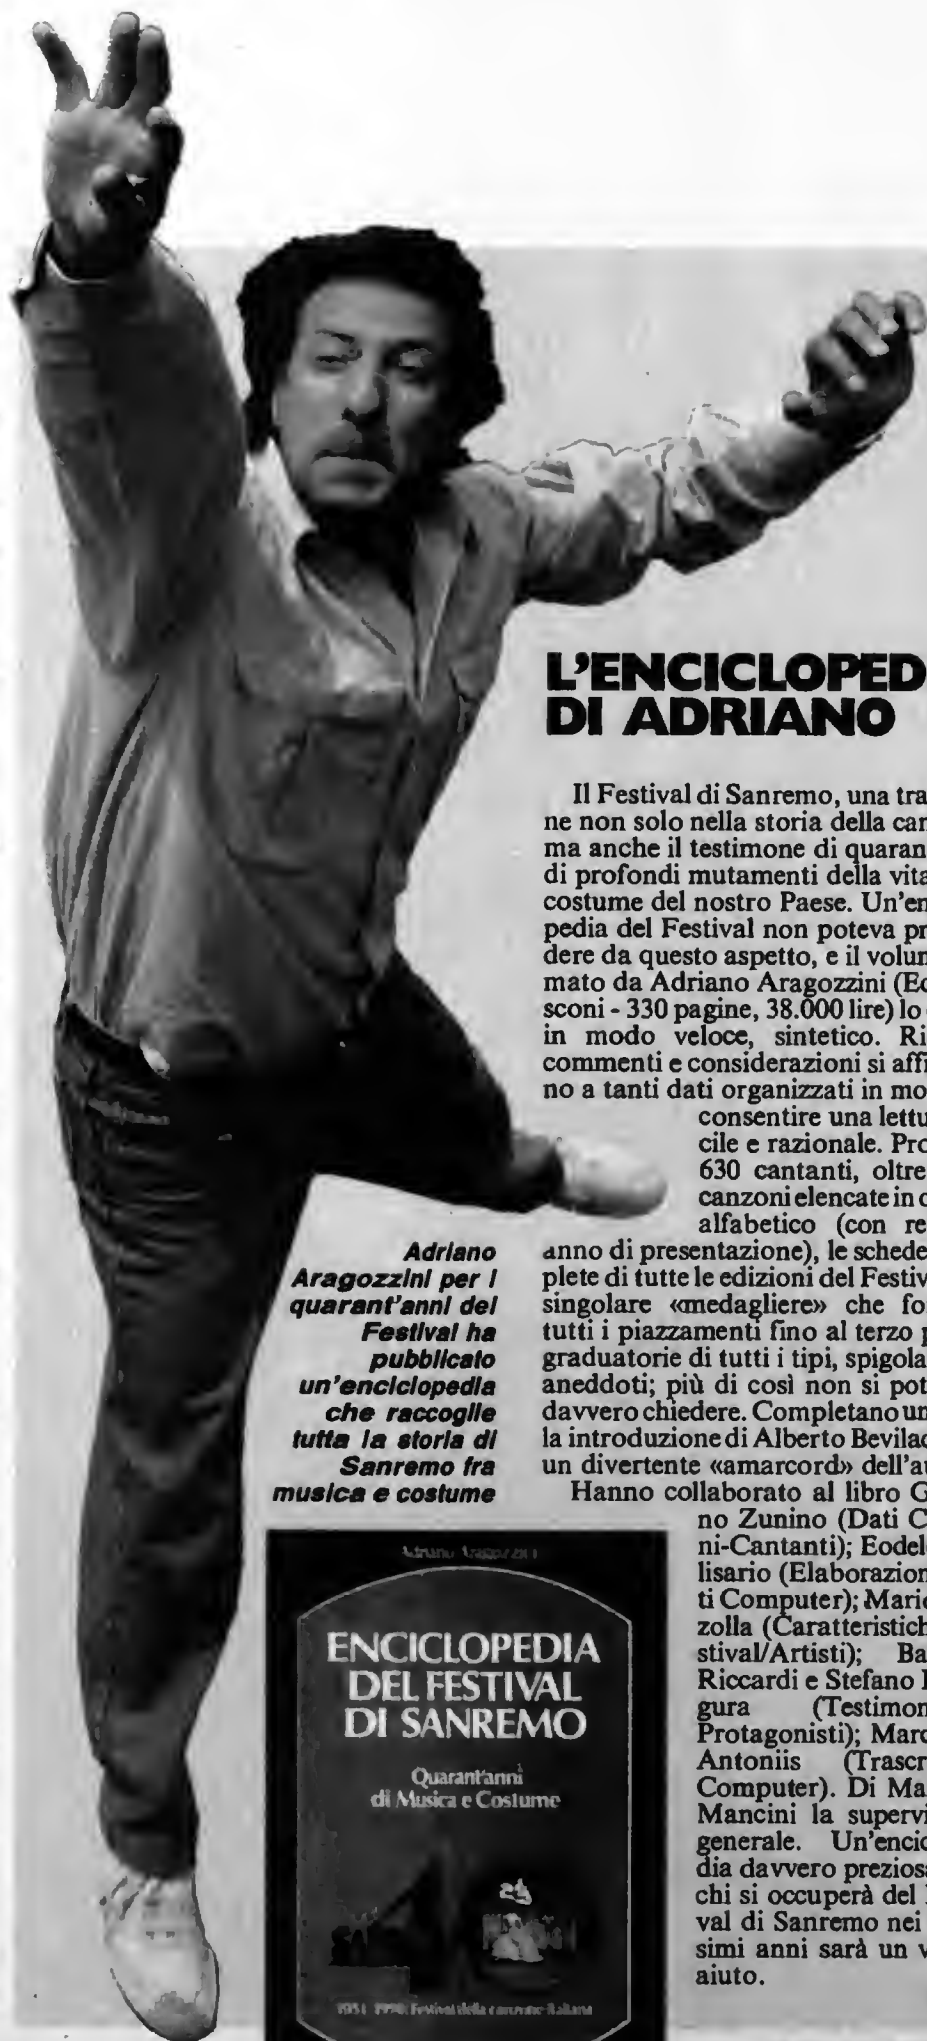 L'ENCICLOPED
DI ADRIANO
Il Festival di Sanremo, una tra
ne non solo nella storia della can
ma anche il testimone di quaran
di profondi mutamenti della vita
costume del nostro Paese. Un'en
pedia del Festival non poteva pr
dere da questo aspetto, e il volun
mato da Adriano Aragozzini (Ed
sconi - 330 pagine, 38.000 lire) lo
in modo veloce, sintetico. Ri
commenti e considerazioni si affi
no a tanti dati organizzati in mo
consentire una lettu
cile e razionale. Pro
630 cantanti, oltre
canzoni elencate in o
alfabetico (con re
anno di presentazione), le schede
plete di tutte le edizioni del Festiv
singolare «medagliere» che fo
tutti i piazzamenti fino al terzo p
graduatorie di tutti i tipi, spigola
aneddoti; più di così non si pot
davvero chiedere. Completano un
la introduzione di Alberto Bevilac
un divertente «amarcord» dell'au
Hanno collaborato al libro G
no Zunino (Dati C
ni-Cantanti); Eodel
lisario (Elaborazion
ti Computer); Mario
zolla (Caratteristich
stival/Artisti); Ba
Riccardi e Stefano
gura (Testimon
Protagonisti); Marc
Antoniis (Trascr
Computer). Di Ma
Mancini la supervi
generale. Un'encic
dia davvero preziosa
chi si occuperà del
val di Sanremo nei
simi anni sarà un v
aiuto.
Adriano
Aragozzini per i
quarant'anni del
Festival ha
pubblicato
un'enciclopedia
che raccoglie
tutta la storia di
Sanremo fra
musica e costume
Adriano Aragozzini
ENCICLOPEDIA
DEL FESTIVAL
DI SANREMO
Quarant'anni
di Musica e Costume
1951-1990: Festival della canzone italiana